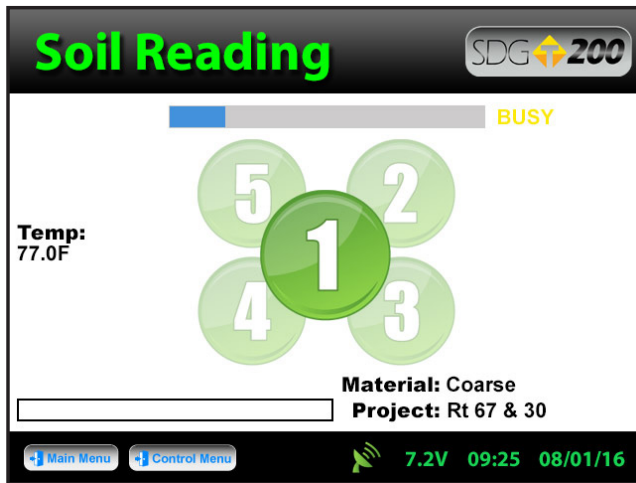 Soil Reading
SDG T 200
BUSY
5 2
1
4 3
Temp:
77.0F
Material: Coarse
Project: Rt 67 & 30
Main Menu Control Menu 7.2V 09:25 08/01/16